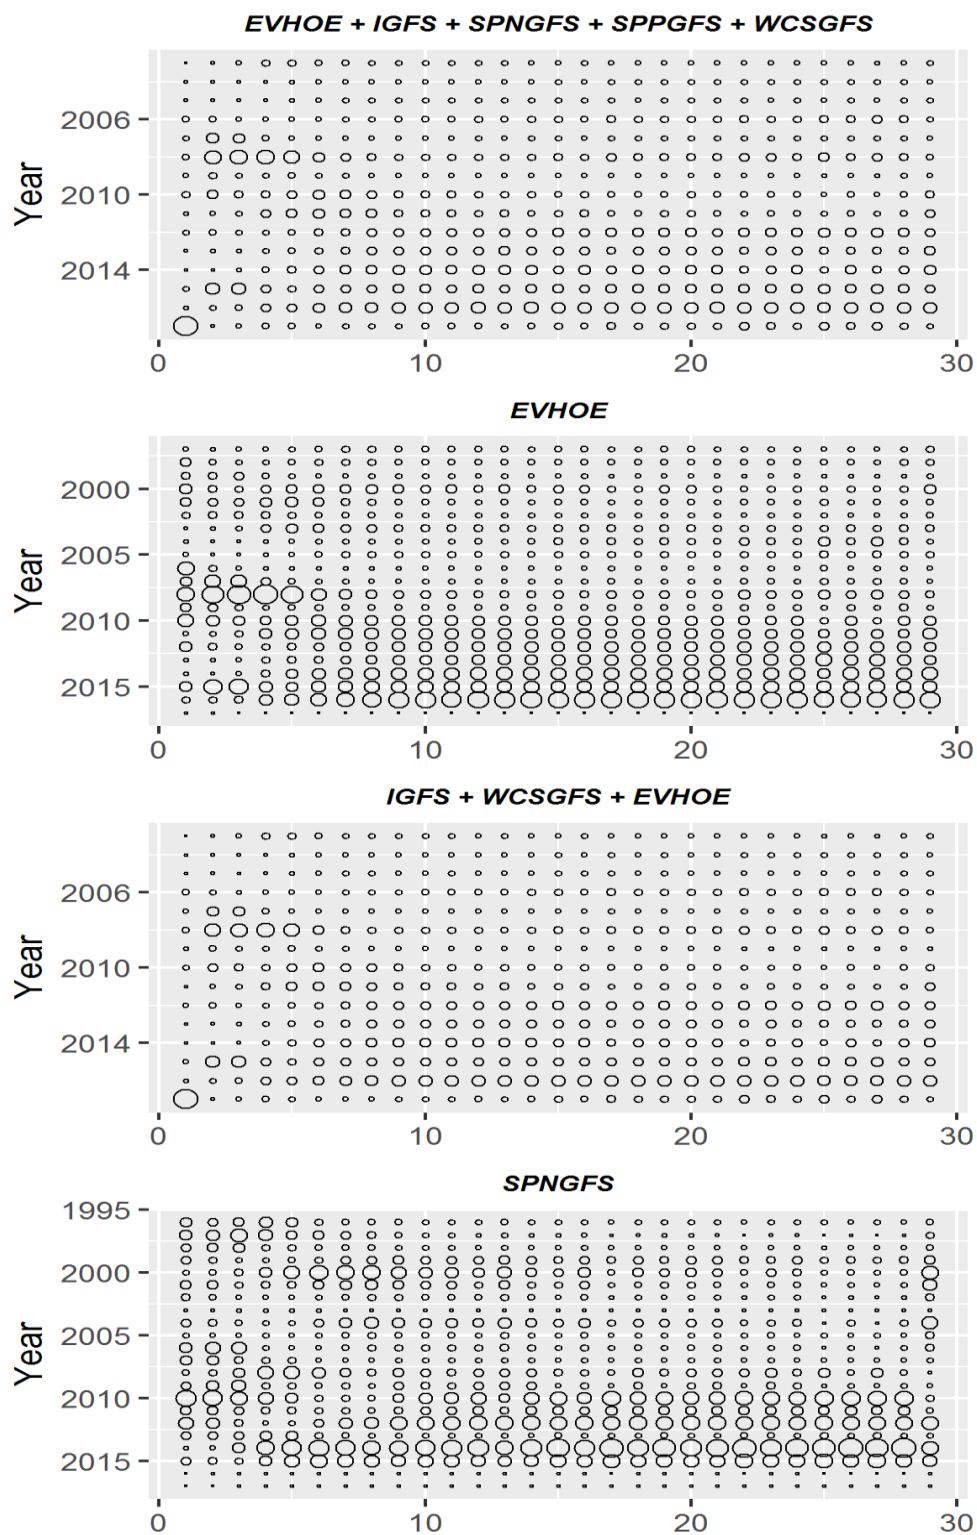 EVHOE + IGFS + SPNGFS + SPPGFS + WCSGFS
Year
2006
2010
2014
0 10 20 30
EVHOE
Year
2000
2005
2010
2015
0 10 20 30
IGFS + WCSGFS + EVHOE
Year
2006
2010
2014
0 10 20 30
SPNGFS
Year
1995
2000
2005
2010
2015
0 10 20 30